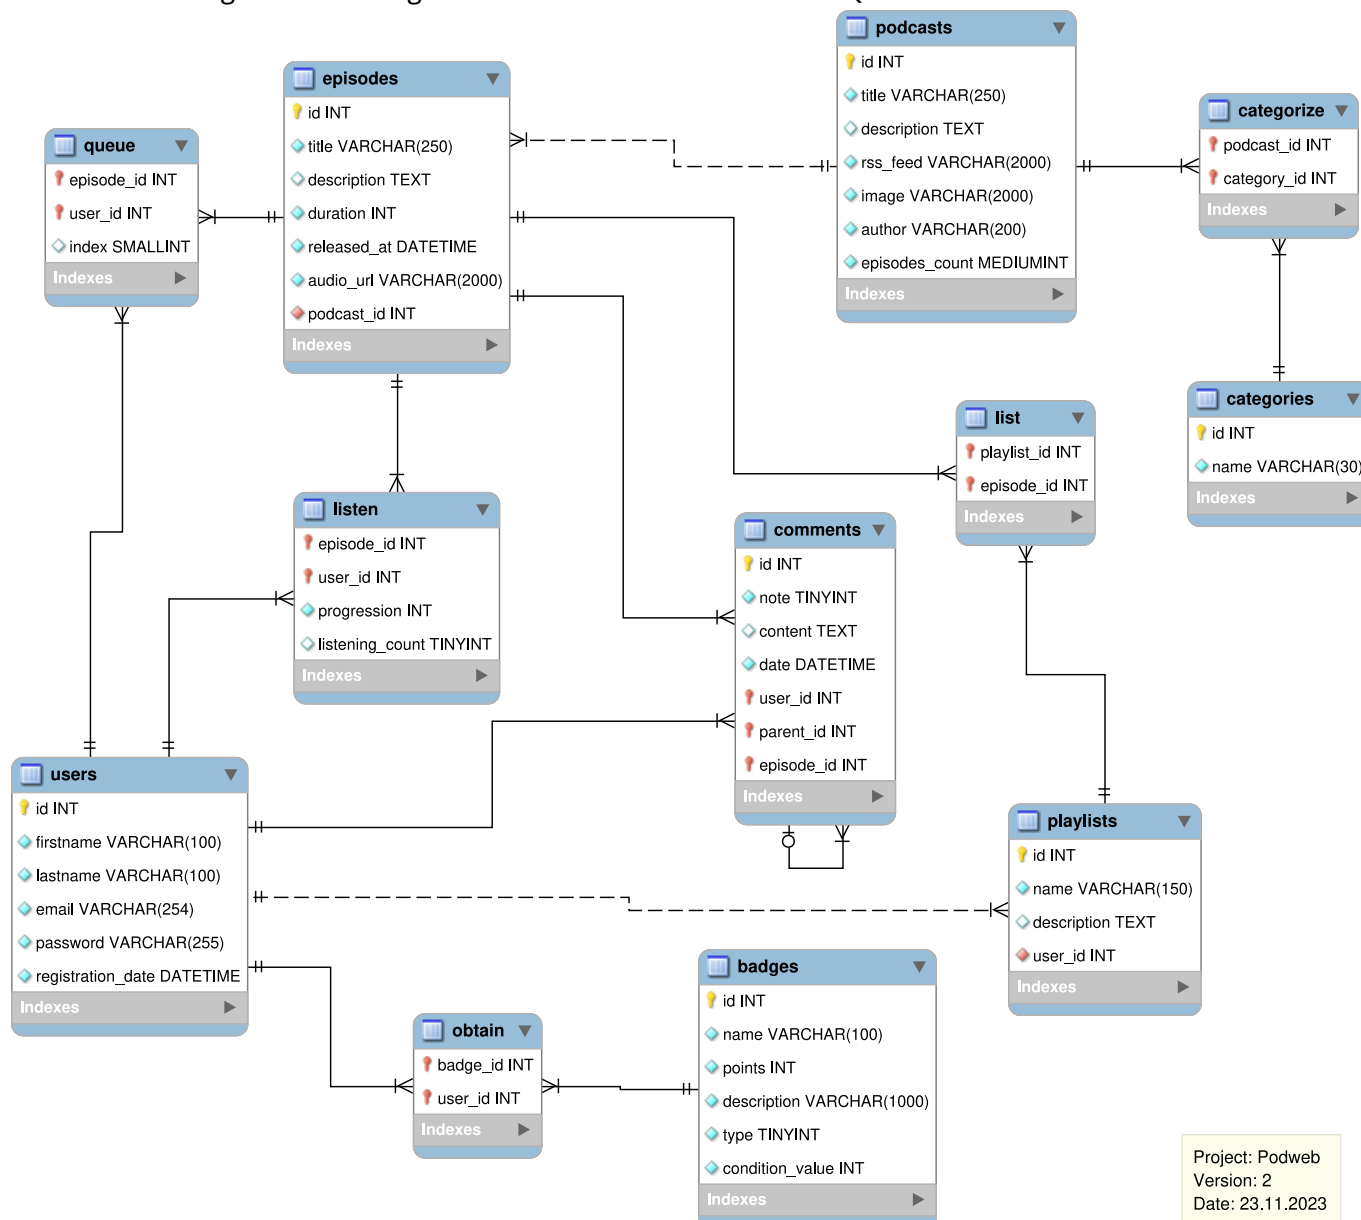 podcasts
id INT
title VARCHAR(250)
description TEXT
rss_feed VARCHAR(2000)
image VARCHAR(2000)
author VARCHAR(200)
episodes_count MEDIUMINT
Indexes
episodes
id INT
title VARCHAR(250)
description TEXT
duration INT
released_at DATETIME
audio_url VARCHAR(2000)
podcast_id INT
Indexes
categorize
podcast_id INT
category_id INT
Indexes
queue
episode_id INT
user_id INT
index SMALLINT
Indexes
categories
id INT
name VARCHAR(30)
Indexes
list
playlist_id INT
episode_id INT
Indexes
listen
episode_id INT
user_id INT
progression INT
listening_count TINYINT
Indexes
comments
id INT
note TINYINT
content TEXT
date DATETIME
user_id INT
parent_id INT
episode_id INT
Indexes
users
id INT
firstname VARCHAR(100)
lastname VARCHAR(100)
email VARCHAR(254)
password VARCHAR(255)
registration_date DATETIME
Indexes
playlists
id INT
name VARCHAR(150)
description TEXT
user_id INT
Indexes
badges
id INT
name VARCHAR(100)
points INT
description VARCHAR(1000)
type TINYINT
condition_value INT
Indexes
obtain
badge_id INT
user_id INT
Indexes
Project: Podweb
Version: 2
Date: 23.11.2023